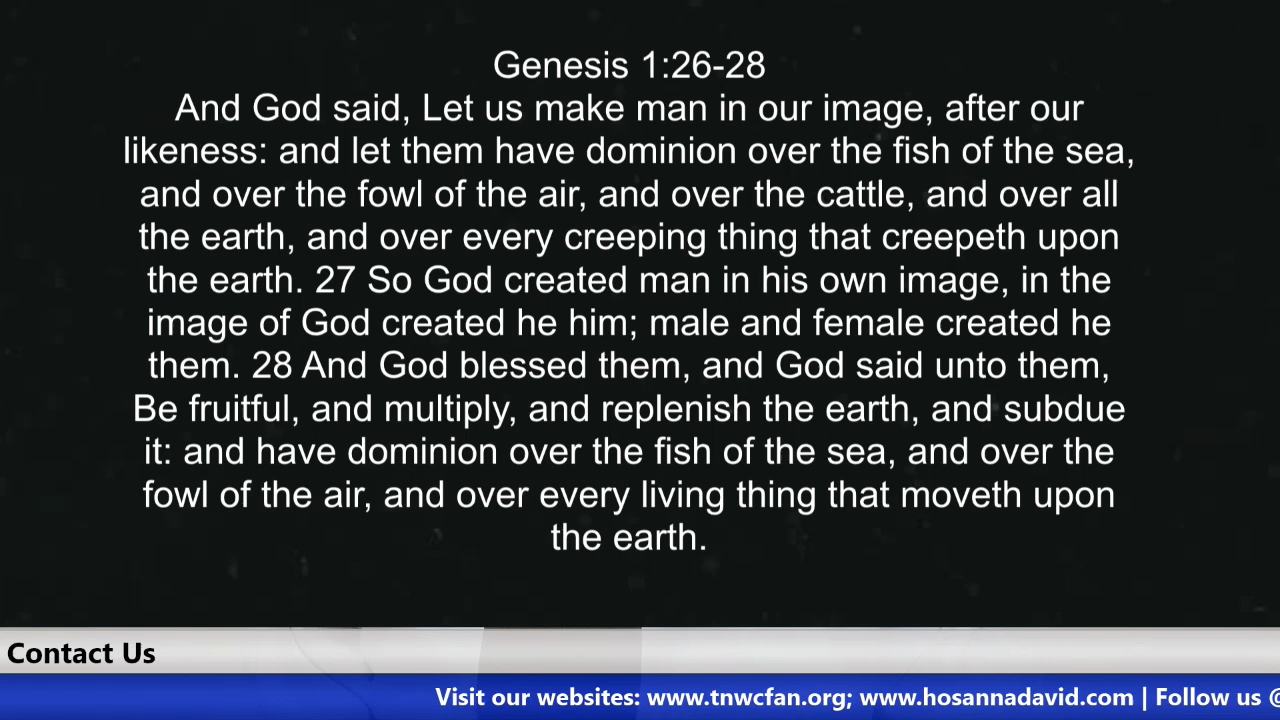 Genesis 1:26-28
And God said, Let us make man in our image, after our
likeness: and let them have dominion over the fish of the sea,
and over the fowl of the air, and over the cattle, and over all
the earth, and over every creeping thing that creepeth upon
the earth. 27 So God created man in his own image, in the
image of God created he him; male and female created he
them. 28 And God blessed them, and God said unto them,
Be fruitful, and multiply, and replenish the earth, and subdue
it: and have dominion over the fish of the sea, and over the
fowl of the air, and over every living thing that moveth upon
the earth.
Contact Us
Visit our websites: www.tnwcfan.org; www.hosannadavid.com | Follow us @